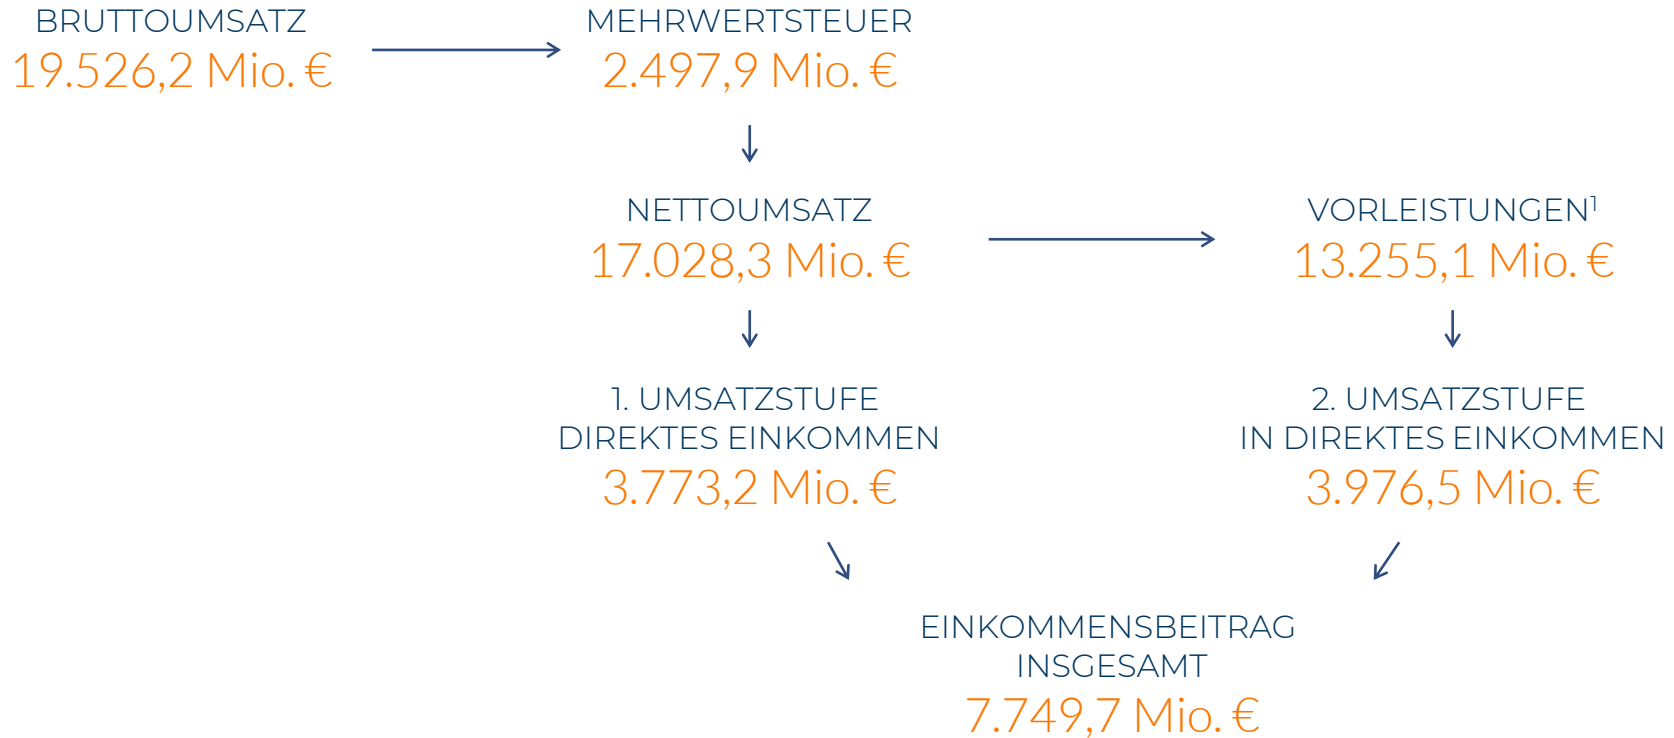 BRUTTOUMSATZ
19.526,2 Mio. €
MEHRWERTSTEUER
2.497,9 Mio. €
NETTOUMSATZ
17.028,3 Mio. €
VORLEISTUNGEN¹
13.255,1 Mio. €
1. UMSATZSTUFE
DIREKTES EINKOMMEN
3.773,2 Mio. €
2. UMSATZSTUFE
IN DIREKTES EINKOMMEN
3.976,5 Mio. €
EINKOMMENSBEITRAG
INSGESAMT
7.749,7 Mio. €